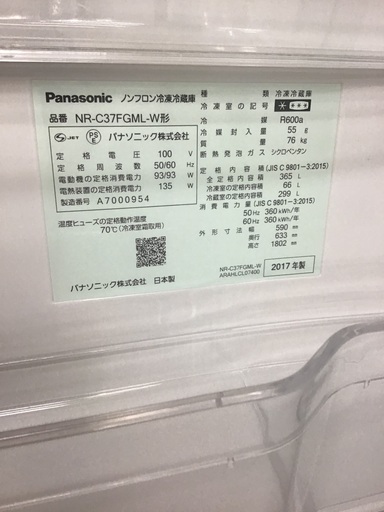 Panasonic ノンフロン冷凍冷蔵庫
品番 NR-C37FGML-W形
JET
PS E
パナソニック株式会社
定格電圧 100 V
定格周波数 50/60 Hz
電動機の定格消費電力 93/93 W
電熱装置の定格消費電力 135 W
製造番号 A7000954
温度ヒューズの定格動作温度
70℃(冷凍室霜取用)
パナソニック株式会社 日本製
種類 冷凍冷蔵庫
冷凍室の記号
冷媒 R600a
冷媒封入量 55 g
断熱発泡ガス シクロペンタン
質量 76 kg
定格内容積 (JIS C 9801-3:2015)
全定格内容積 365 L
冷凍室の定格内容積 66 L
冷蔵室の定格内容積 299 L
消費電力量 (JIS C 9801-3:2015)
50 Hz 360 kWh/年
60 Hz 360 kWh/年
外形寸法 幅 590 mm
奥行 633 mm
高さ 1802 mm
NR-C37FGML-W
ARAHLCL07400
2017年製